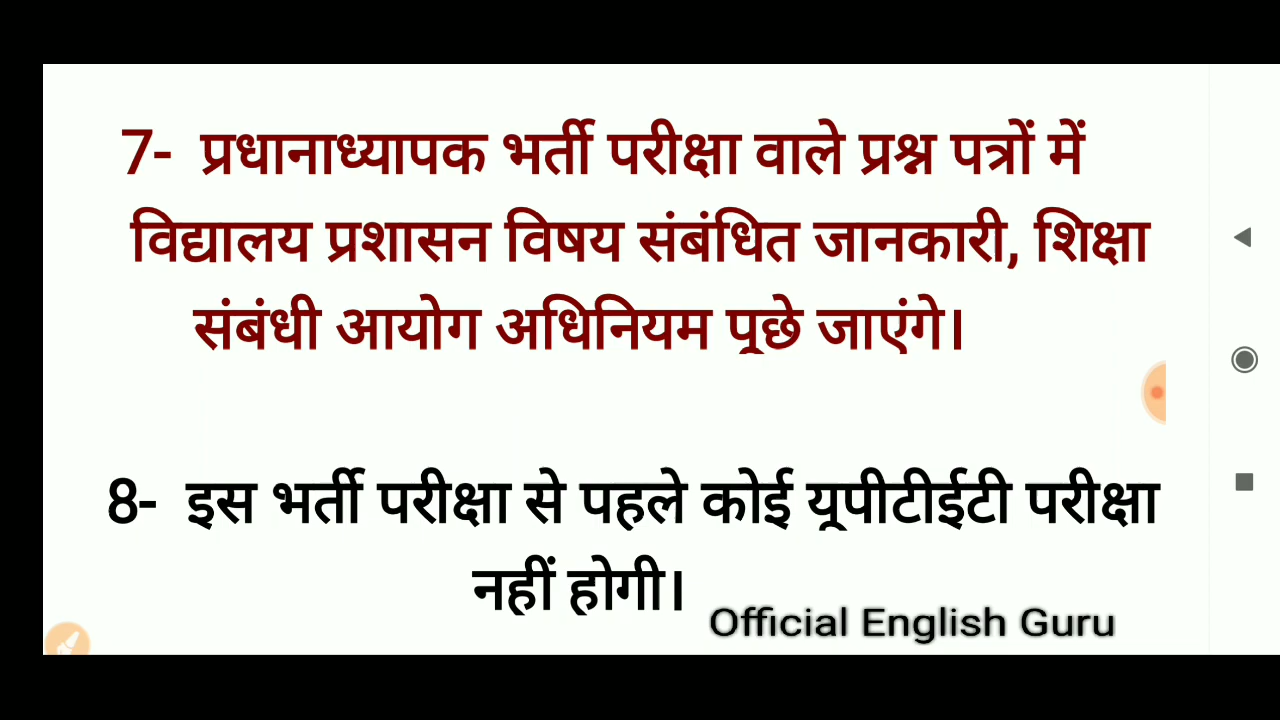 7- प्रधानाध्यापक भर्ती परीक्षा वाले प्रश्न पत्रों में
विद्यालय प्रशासन विषय संबंधित जानकारी, शिक्षा
संबंधी आयोग अधिनियम पूछे जाएंगे।
8- इस भर्ती परीक्षा से पहले कोई यूपीटीईटी परीक्षा
नहीं होगी।
Official English Guru